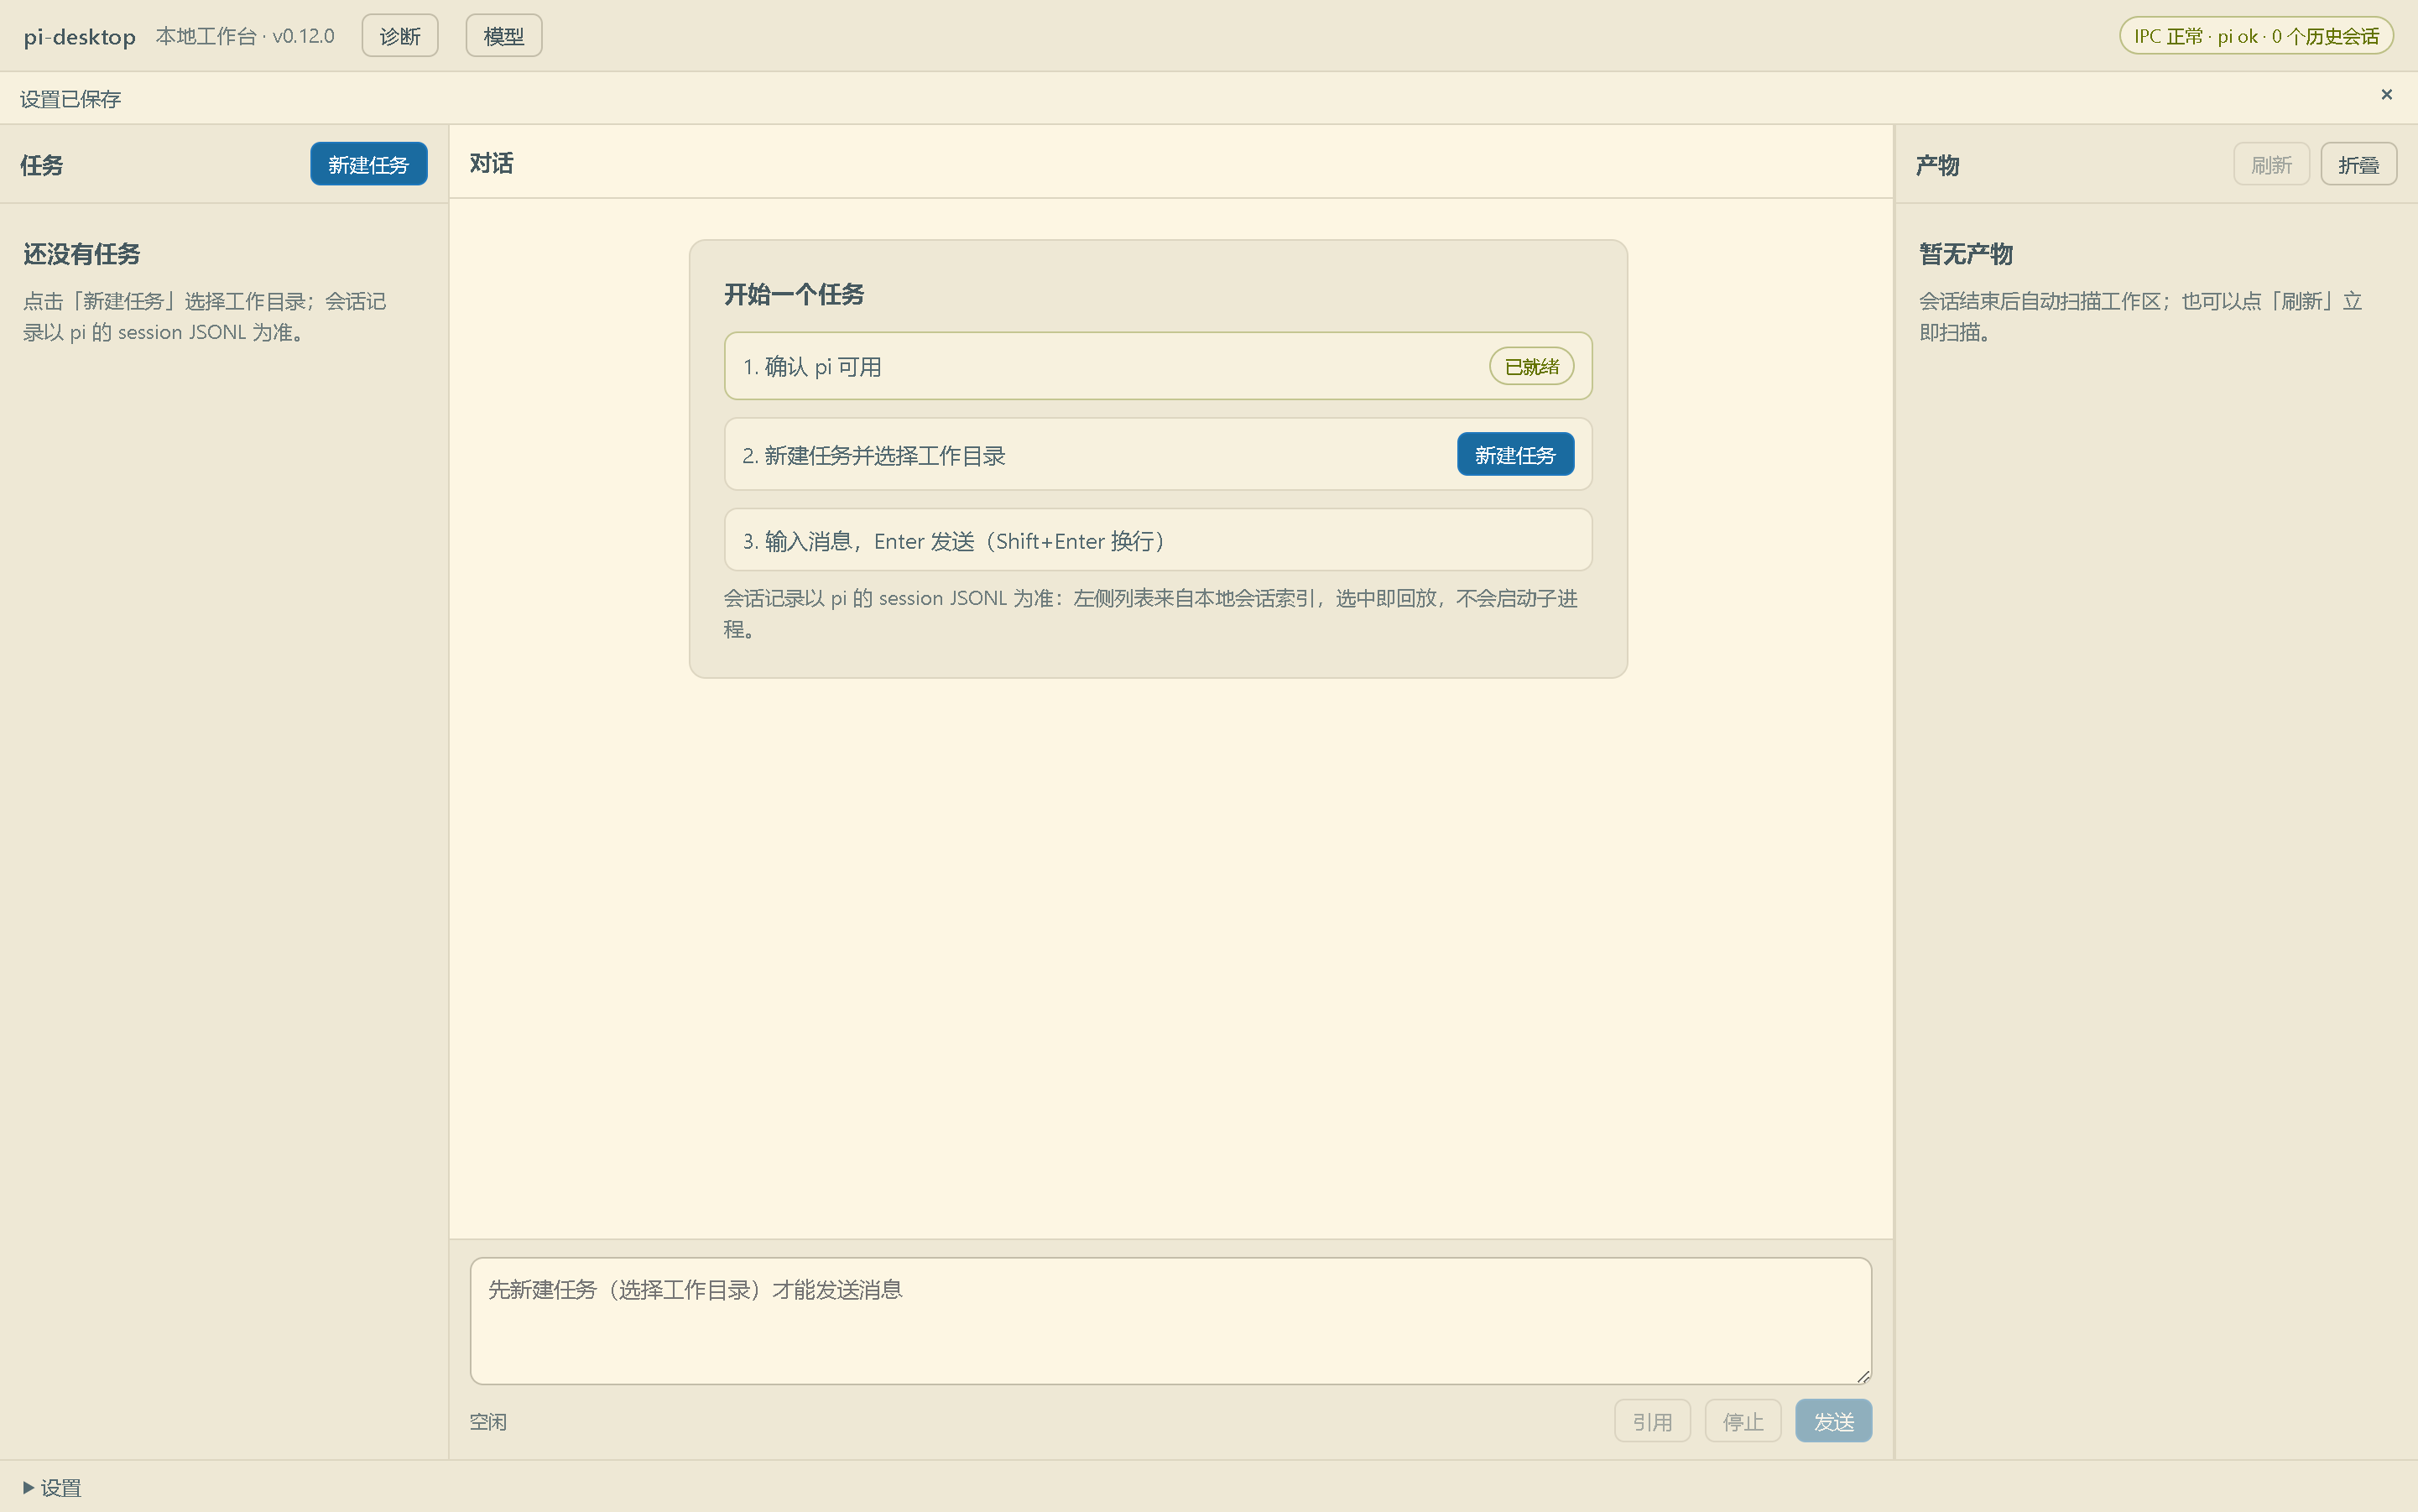 pi-desktop 本地工作台 · v0.12.0 诊断 模型 IPC 正常 · pi ok · 0 个历史会话
设置已保存 ×
任务 新建任务
还没有任务
点击「新建任务」选择工作目录；会话记
录以 pi 的 session JSONL 为准。
对话
开始一个任务
1. 确认 pi 可用 已就绪
2. 新建任务并选择工作目录 新建任务
3. 输入消息，Enter 发送（Shift+Enter 换行）
会话记录以 pi 的 session JSONL 为准：左侧列表来自本地会话索引，选中即回放，不会启动子进
程。
先新建任务（选择工作目录）才能发送消息
空闲 引用 停止 发送
产物 刷新 折叠
暂无产物
会话结束后自动扫描工作区；也可以点「刷新」立
即扫描。
▶ 设置